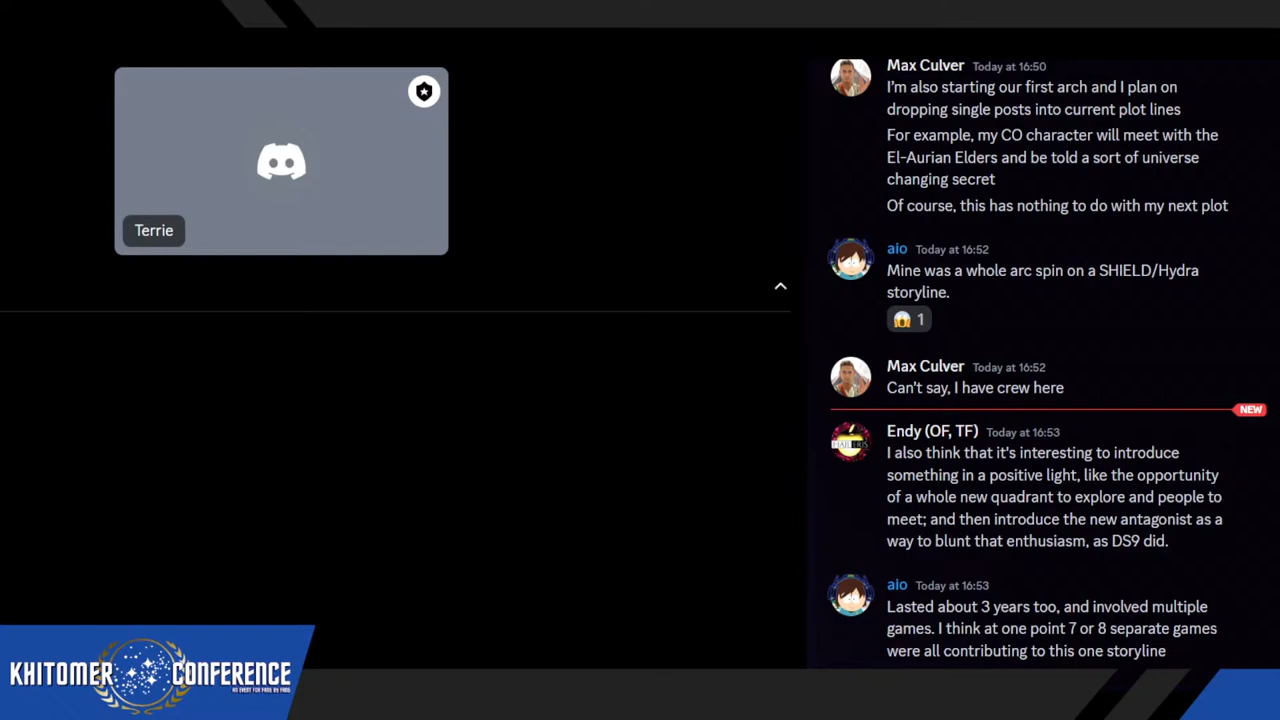 Terrie
Max Culver Today at 16:50
I'm also starting our first arch and I plan on
dropping single posts into current plot lines
For example, my CO character will meet with the
El-Aurian Elders and be told a sort of universe
changing secret
Of course, this has nothing to do with my next plot
aio Today at 16:52
Mine was a whole arc spin on a SHIELD/Hydra
storyline.
1
Max Culver Today at 16:52
Can't say, I have crew here
NEW
Endy (OF, TF) Today at 16:53
I also think that it's interesting to introduce
something in a positive light, like the opportunity
of a whole new quadrant to explore and people to
meet; and then introduce the new antagonist as a
way to blunt that enthusiasm, as DS9 did.
aio Today at 16:53
Lasted about 3 years too, and involved multiple
games. I think at one point 7 or 8 separate games
were all contributing to this one storyline
KHITOMER CONFERENCE
AN EVENT FOR FANS BY FANS